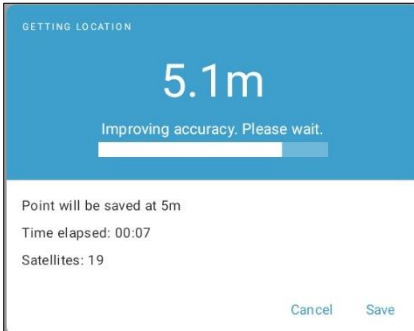 GETTING LOCATION
5.1m
Improving accuracy. Please wait.
Point will be saved at 5m
Time elapsed: 00:07
Satellites: 19
Cancel Save